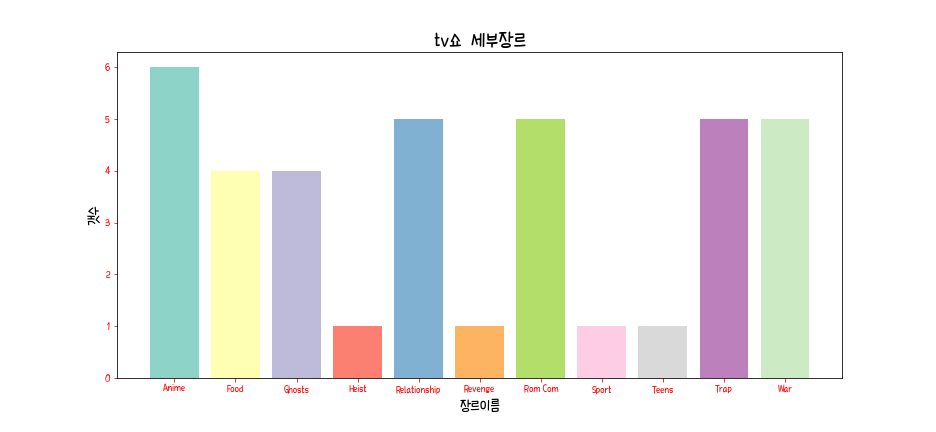 tv쇼 세부장르
갯수
6
5
4
3
2
1
0
Anime Food Ghosts Heist Relationship Revenge Rom Com Sport Teens Trap War
장르이름